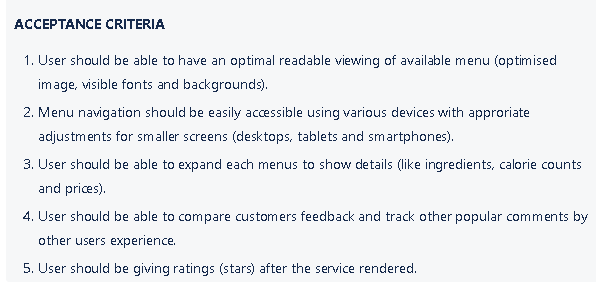 ACCEPTANCE CRITERIA
1. User should be able to have an optimal readable viewing of available menu (optimised
image, visible fonts and backgrounds).
2. Menu navigation should be easily accessible using various devices with approriate
adjustments for smaller screens (desktops, tablets and smartphones).
3. User should be able to expand each menus to show details (like ingredients, calorie counts
and prices).
4. User should be able to compare customers feedback and track other popular comments by
other users experience.
5. User should be giving ratings (stars) after the service rendered.